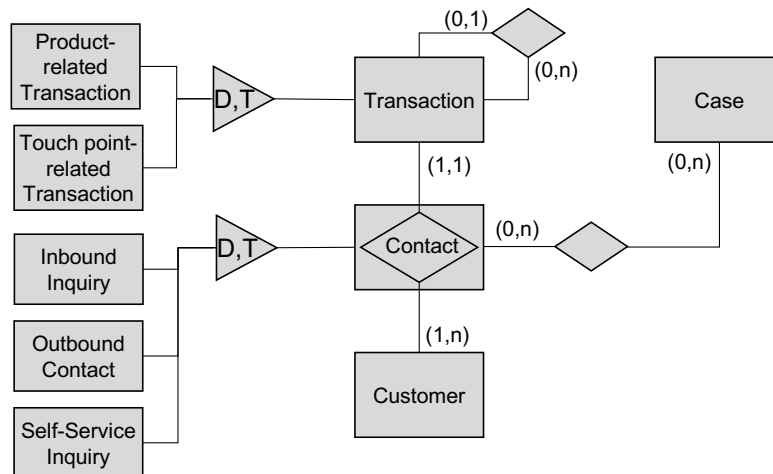 Product-
related
Transaction
Touch point-
related
Transaction
D,T
Transaction
(0,1)
(0,n)
Case
(0,n)
(1,1)
Inbound
Inquiry
Outbound
Contact
Self-Service
Inquiry
D,T
Contact
(0,n)
(1,n)
Customer